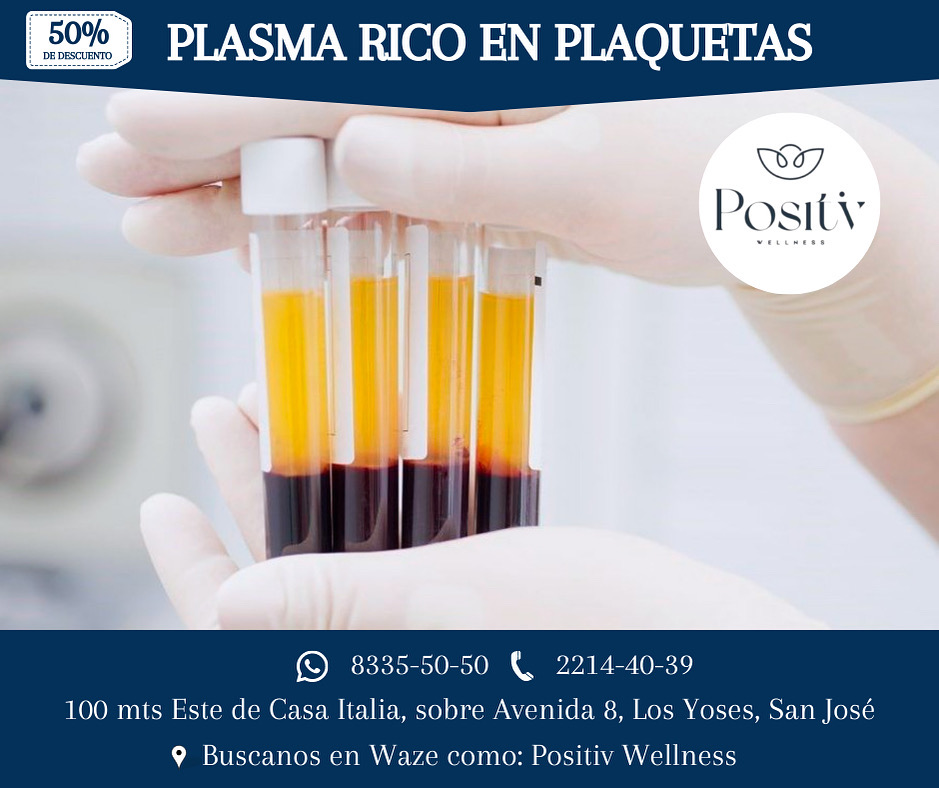 50%
DE DESCUENTO
PLASMA RICO EN PLAQUETAS
Positiv
WELLNESS
8335-50-50 2214-40-39
100 mts Este de Casa Italia, sobre Avenida 8, Los Yoses, San José
Buscanos en Waze como: Positiv Wellness